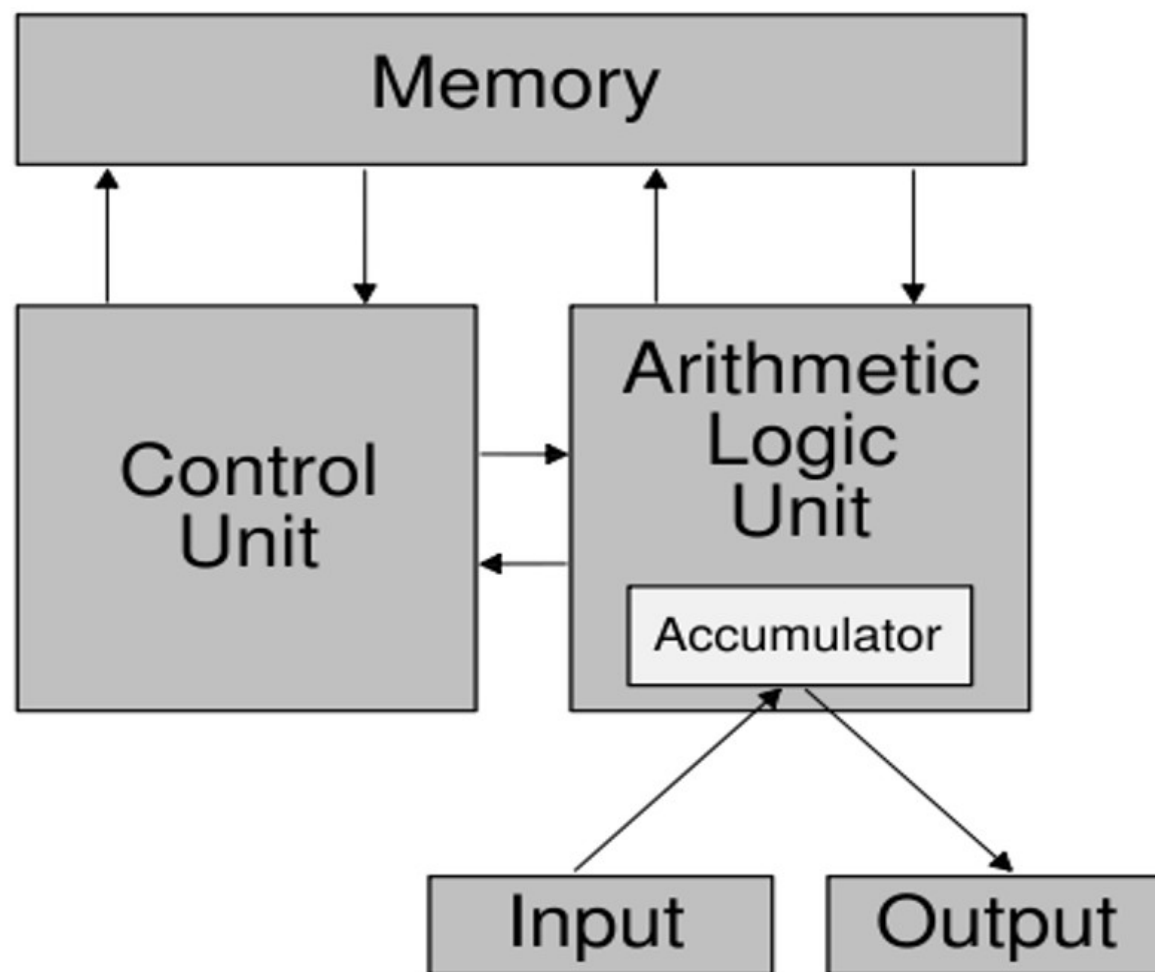 Memory
Control
Unit
Arithmetic
Logic
Unit
Accumulator
Input
Output